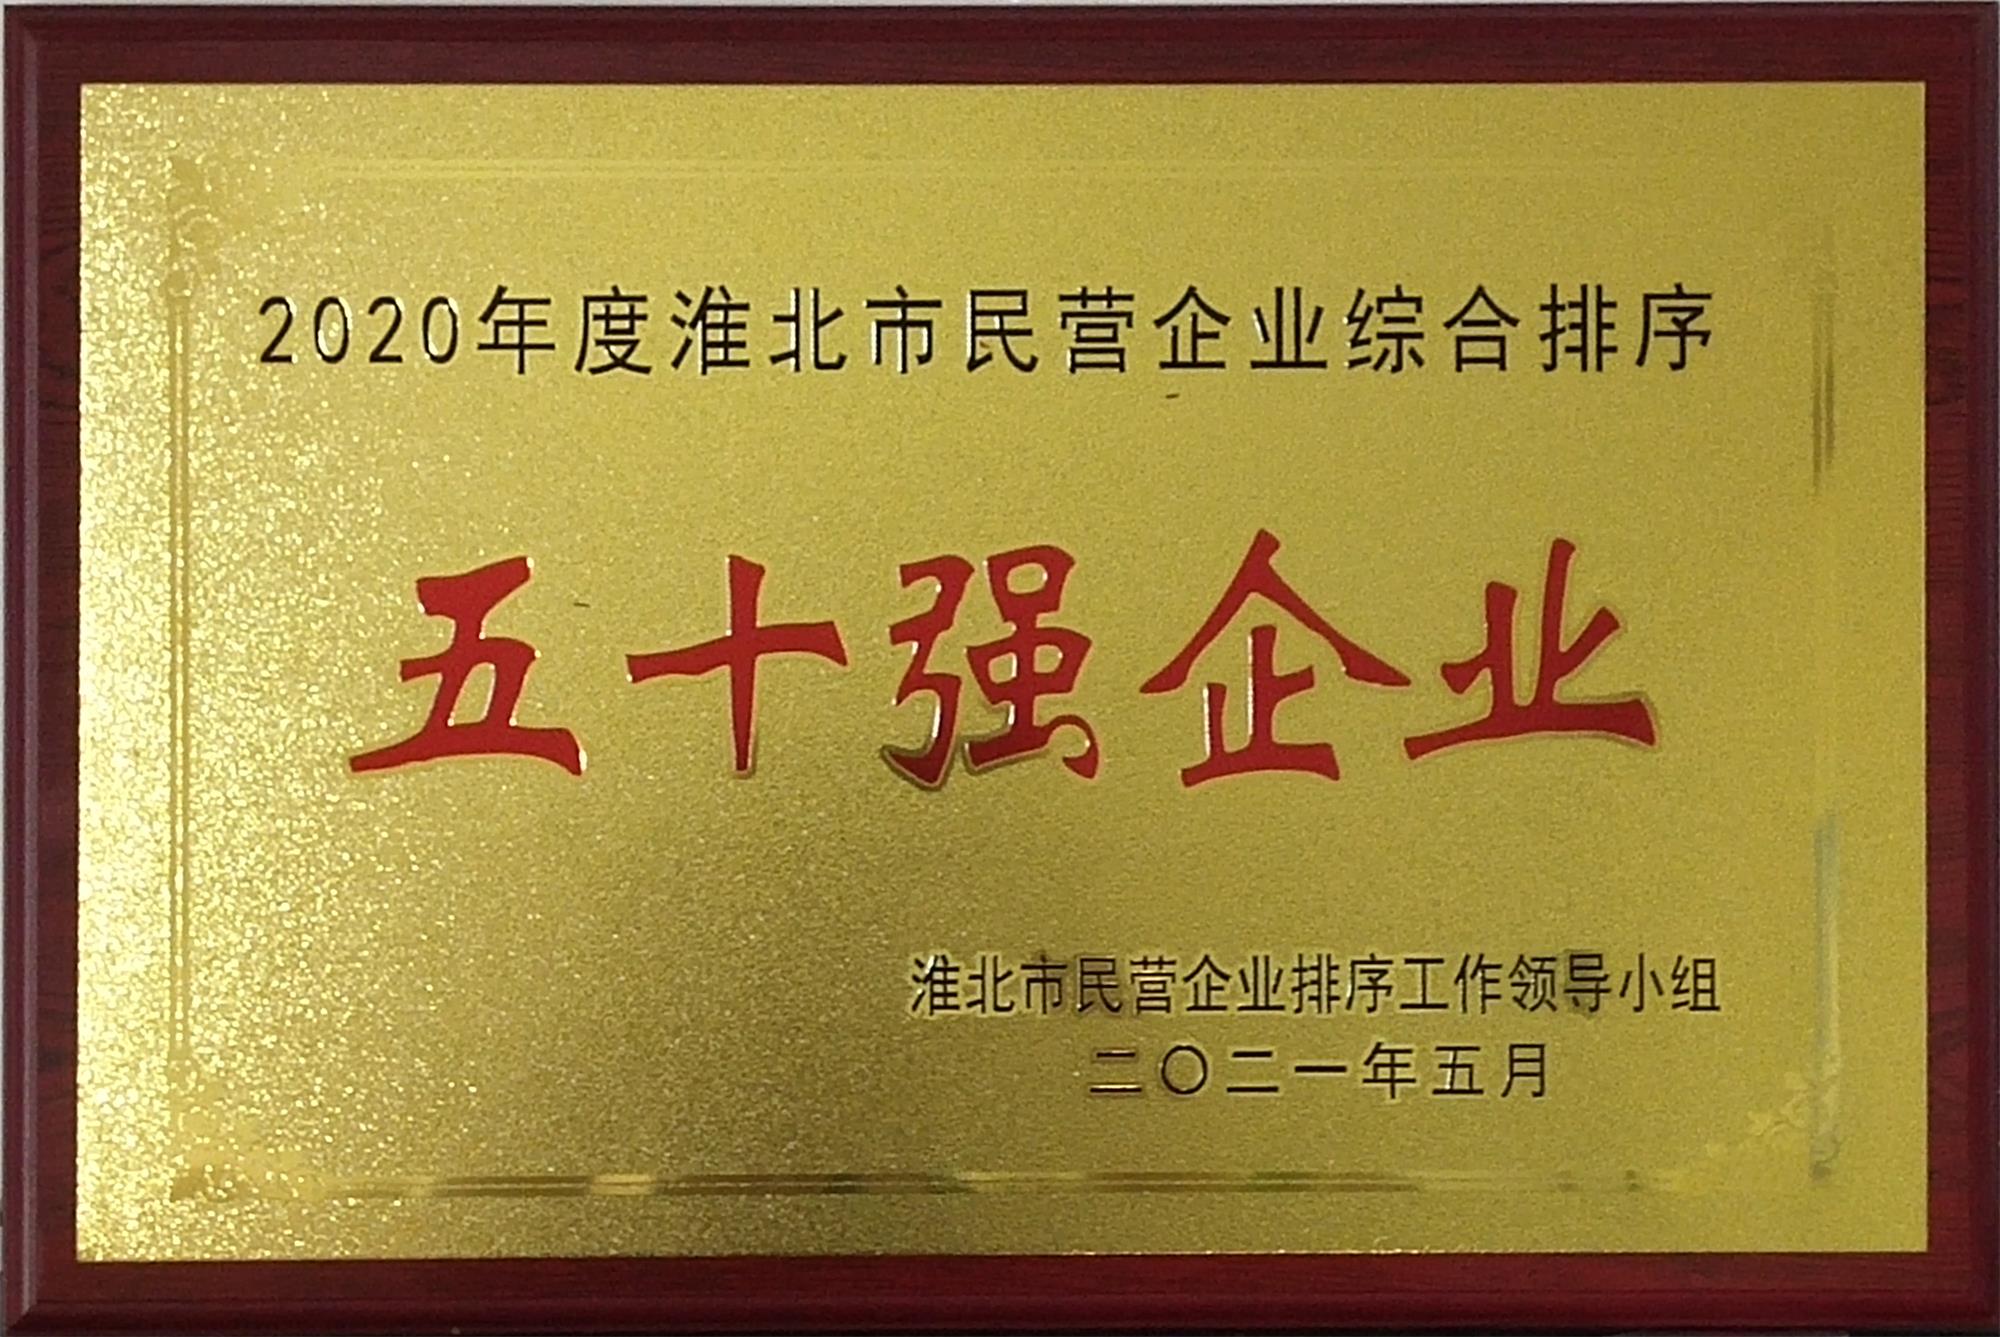 2020年度淮北市民营企业综合排序
五十强企业
淮北市民营企业排序工作领导小组
二〇二一年五月